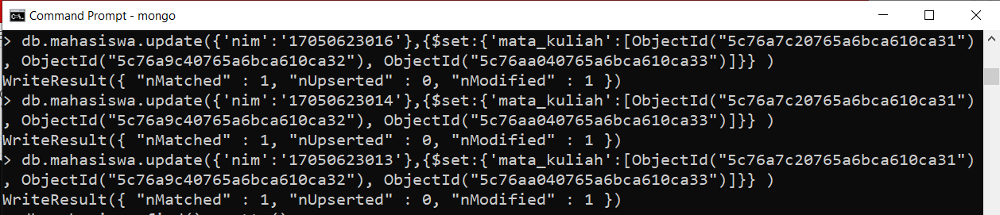 Command Prompt - mongo
> db.mahasiswa.update({'nim':'17050623016'},{$set:{'mata_kuliah':[ObjectId("5c76a7c20765a6bca610ca31")
, ObjectId("5c76a9c40765a6bca610ca32"), ObjectId("5c76aa040765a6bca610ca33")]}} )
WriteResult({ "nMatched" : 1, "nUpserted" : 0, "nModified" : 1 })
> db.mahasiswa.update({'nim':'17050623014'},{$set:{'mata_kuliah':[ObjectId("5c76a7c20765a6bca610ca31")
, ObjectId("5c76a9c40765a6bca610ca32"), ObjectId("5c76aa040765a6bca610ca33")]}} )
WriteResult({ "nMatched" : 1, "nUpserted" : 0, "nModified" : 1 })
> db.mahasiswa.update({'nim':'17050623013'},{$set:{'mata_kuliah':[ObjectId("5c76a7c20765a6bca610ca31")
, ObjectId("5c76a9c40765a6bca610ca32"), ObjectId("5c76aa040765a6bca610ca33")]}} )
WriteResult({ "nMatched" : 1, "nUpserted" : 0, "nModified" : 1 })